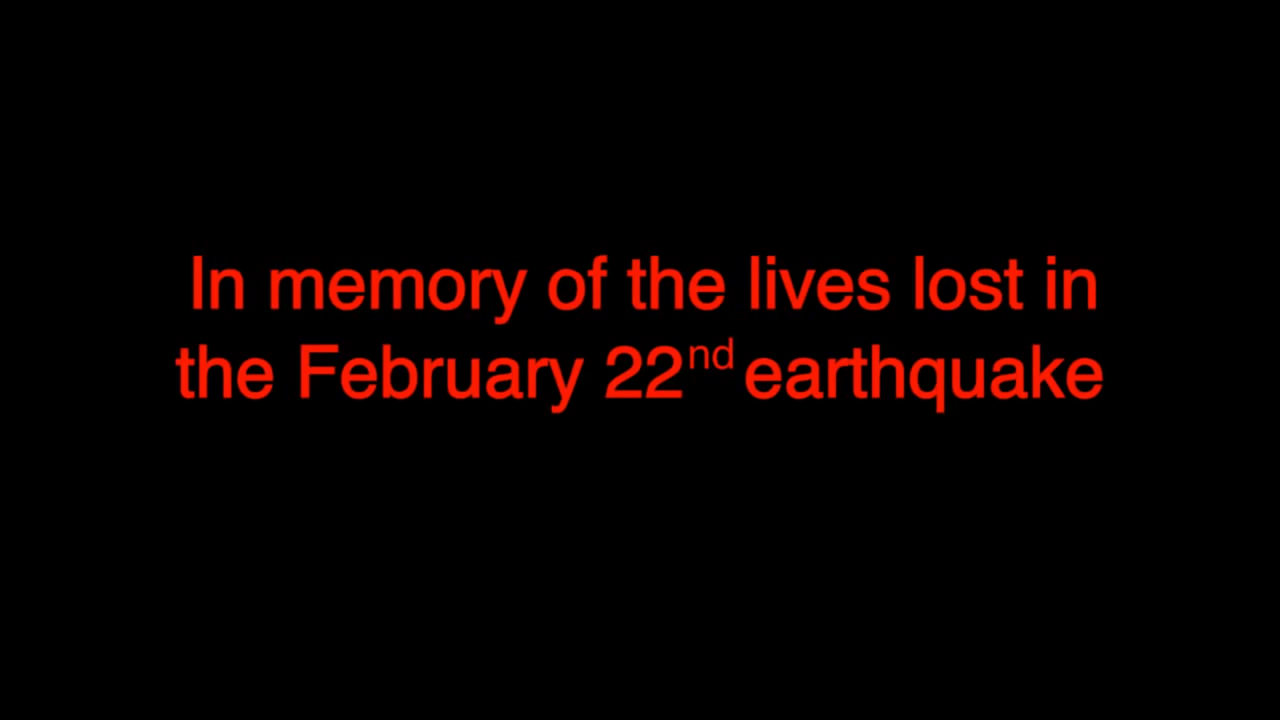 In memory of the lives lost in
the February 22nd earthquake